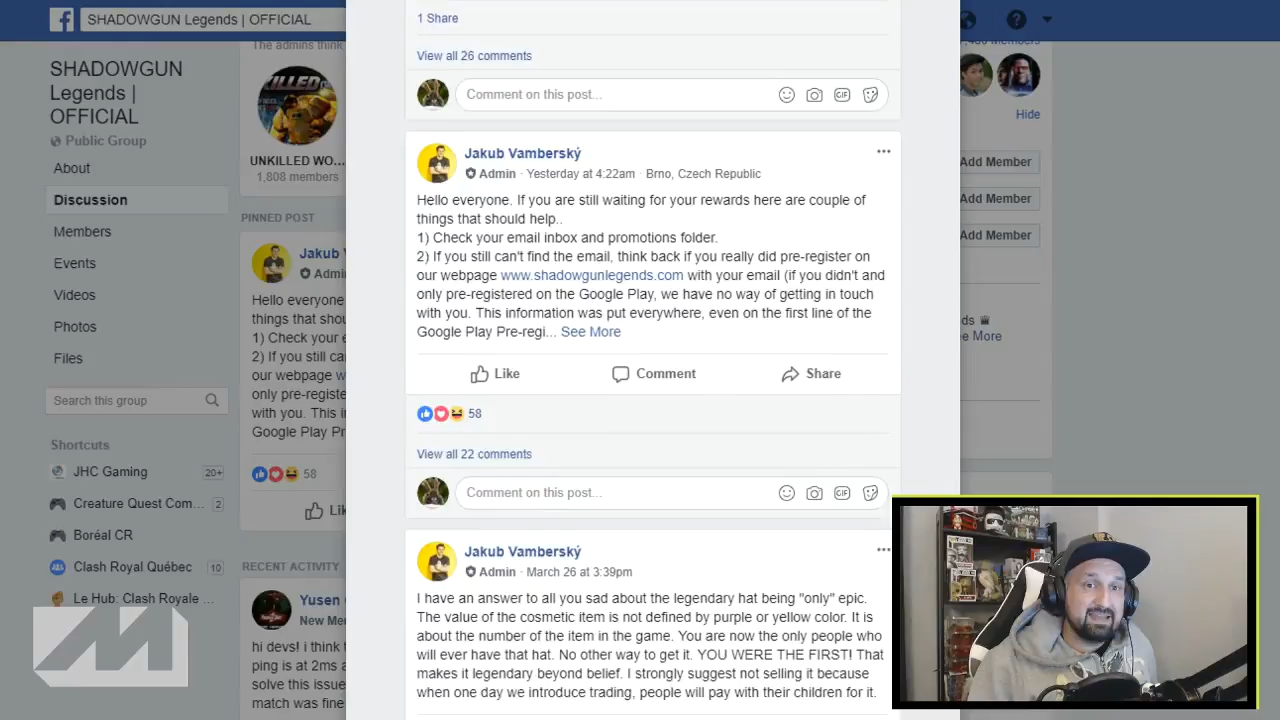 SHADOWGUN Legends | OFFICIAL
SHADOWGUN
Legends |
OFFICIAL
Public Group
About
Discussion
Members
Events
Videos
Photos
Files
Search this group
Shortcuts
JHC Gaming 20+
Creature Quest Com... 2
Boréal CR
Clash Royal Québec 10
Le Hub: Clash Royale ...
The admins think
UNKILLED WO...
1,808 members
PINNED POST
Jakub V
Admin
Hello everyone
things that shou
1) Check your e
2) If you still ca
our webpage w
only pre-registe
with you. This i
Google Play Pr
58
Lik
RECENT ACTIVITY
Yusen
New Me
hi devs! i think
ping is at 2ms a
solve this issue
match was fine
1 Share
View all 26 comments
Comment on this post...
GIF
Jakub Vamberský
Admin · Yesterday at 4:22am · Brno, Czech Republic
Hello everyone. If you are still waiting for your rewards here are couple of
things that should help..
1) Check your email inbox and promotions folder.
2) If you still can't find the email, think back if you really did pre-register on
our webpage www.shadowgunlegends.com with your email (if you didn't and
only pre-registered on the Google Play, we have no way of getting in touch
with you. This information was put everywhere, even on the first line of the
Google Play Pre-regi... See More
Like Comment Share
58
View all 22 comments
Comment on this post...
GIF
Jakub Vamberský
Admin · March 26 at 3:39pm
I have an answer to all you sad about the legendary hat being "only" epic.
The value of the cosmetic item is not defined by purple or yellow color. It is
about the number of the item in the game. You are now the only people who
will ever have that hat. No other way to get it. YOU WERE THE FIRST! That
makes it legendary beyond belief. I strongly suggest not selling it because
when one day we introduce trading, people will pay with their children for it.
Hide
Add Member
Add Member
Add Member
ds
e More